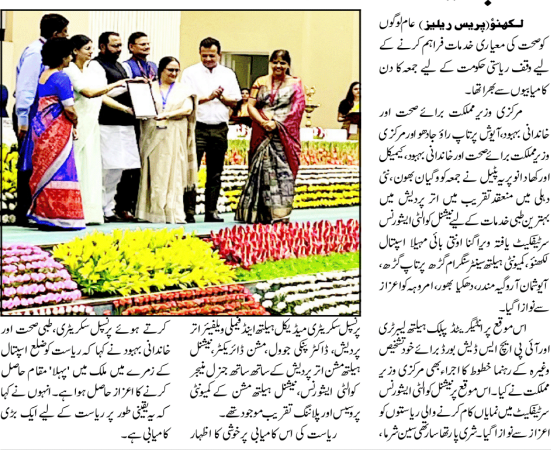 لکھنؤ (پریس ریلیز) عام لوگوں
کو صحت کی معیاری خدمات فراہم کرنے کے
لیے وقف ریاستی حکومت کے لیے جمعہ کا دن
کامیابیوں سے بھرا تھا۔
مرکزی وزیر مملکت برائے صحت اور
خاندانی بہبود، آیوش پرتاپ راؤ جادھو اور مرکزی
وزیر مملکت برائے صحت اور خاندانی بہبود، کیمیکل
اور کھاد انوپریہ پٹیل نے جمعہ کو وگیان بھون، نئی
دہلی میں منعقد تقریب میں اتر پردیش میں
بہترین طبی خدمات کے لیے نیشنل کوالٹی ایشورنس
سرٹیفکیٹ یافتہ ویرانگنا اونتی بائی مہیلا اسپتال
لکھنؤ، کمیونٹی ہیلتھ سینٹر سنگرام گڑھ پرتاپ گڑھ،
آیوشمان آروگیہ مندر، دھکیا بھور، امروہہ کو اعزاز
سے نوازا گیا۔
اس موقع پر انٹیگریٹڈ پبلک ہیلتھ لیبرٹری
اور آئی پی ایچ ایس ڈیش بورڈ برائے خود تشخیص
وغیرہ کے رہنما خطوط کا اجراء بھی مرکزی وزیر
مملکت نے کیا۔ اس موقع پر نیشنل کوالٹی ایشورنس
سرٹیفکیٹ میں نمایاں کام کرنے والی ریاستوں کو
اعزاز سے نوازا گیا۔ شری پارتھا سارتھی سین شرما،
پرنسپل سکریٹری میڈیکل ہیلتھ اینڈ فیملی ویلفیئر اتر
پردیش، ڈاکٹر پنکی جوول، مشن ڈائریکٹر نیشنل
ہیلتھ مشن اتر پردیش کے ساتھ ساتھ جنرل منیجر
کوالٹی ایشورنس، نیشنل ہیلتھ مشن کے کمیونٹی
پروسیس اور پلاننگ تقریب میں موجود تھے۔
ریاست کی اس کامیابی پر خوشی کا اظہار
کرتے ہوئے پرنسپل سکریٹری، طبی صحت اور
خاندانی بہبود نے کہا کہ ریاست کو ضلع اسپتال
کے زمرے میں ملک میں 'پہلا' مقام حاصل
کرنے کا اعزاز حاصل ہوا ہے۔ انہوں نے کہا
کہ یہ یقینی طور پر ریاست کے لیے ایک بڑی
کامیابی ہے۔